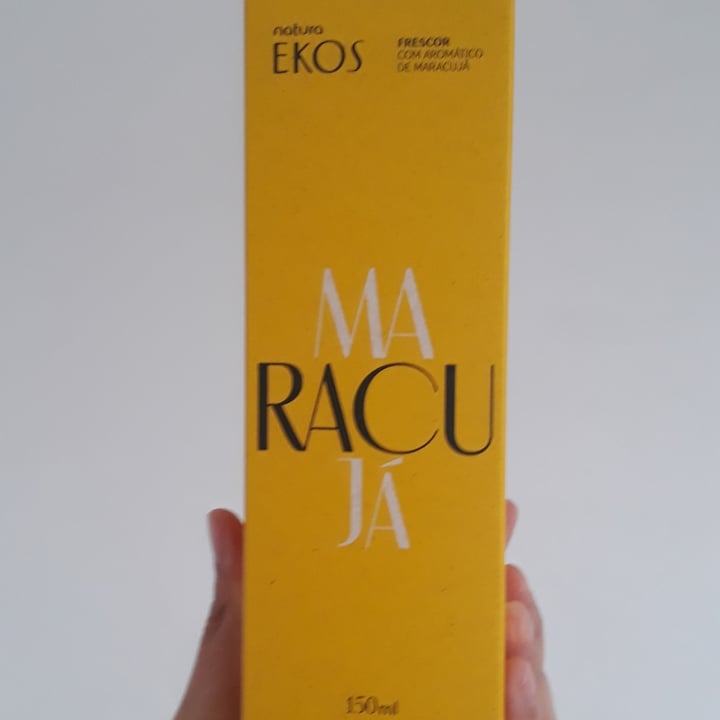 natura
EKOS
FRESCOR
COM AROMÁTICO
DE MARACUJÁ
MA
RACU
JÁ
150ml